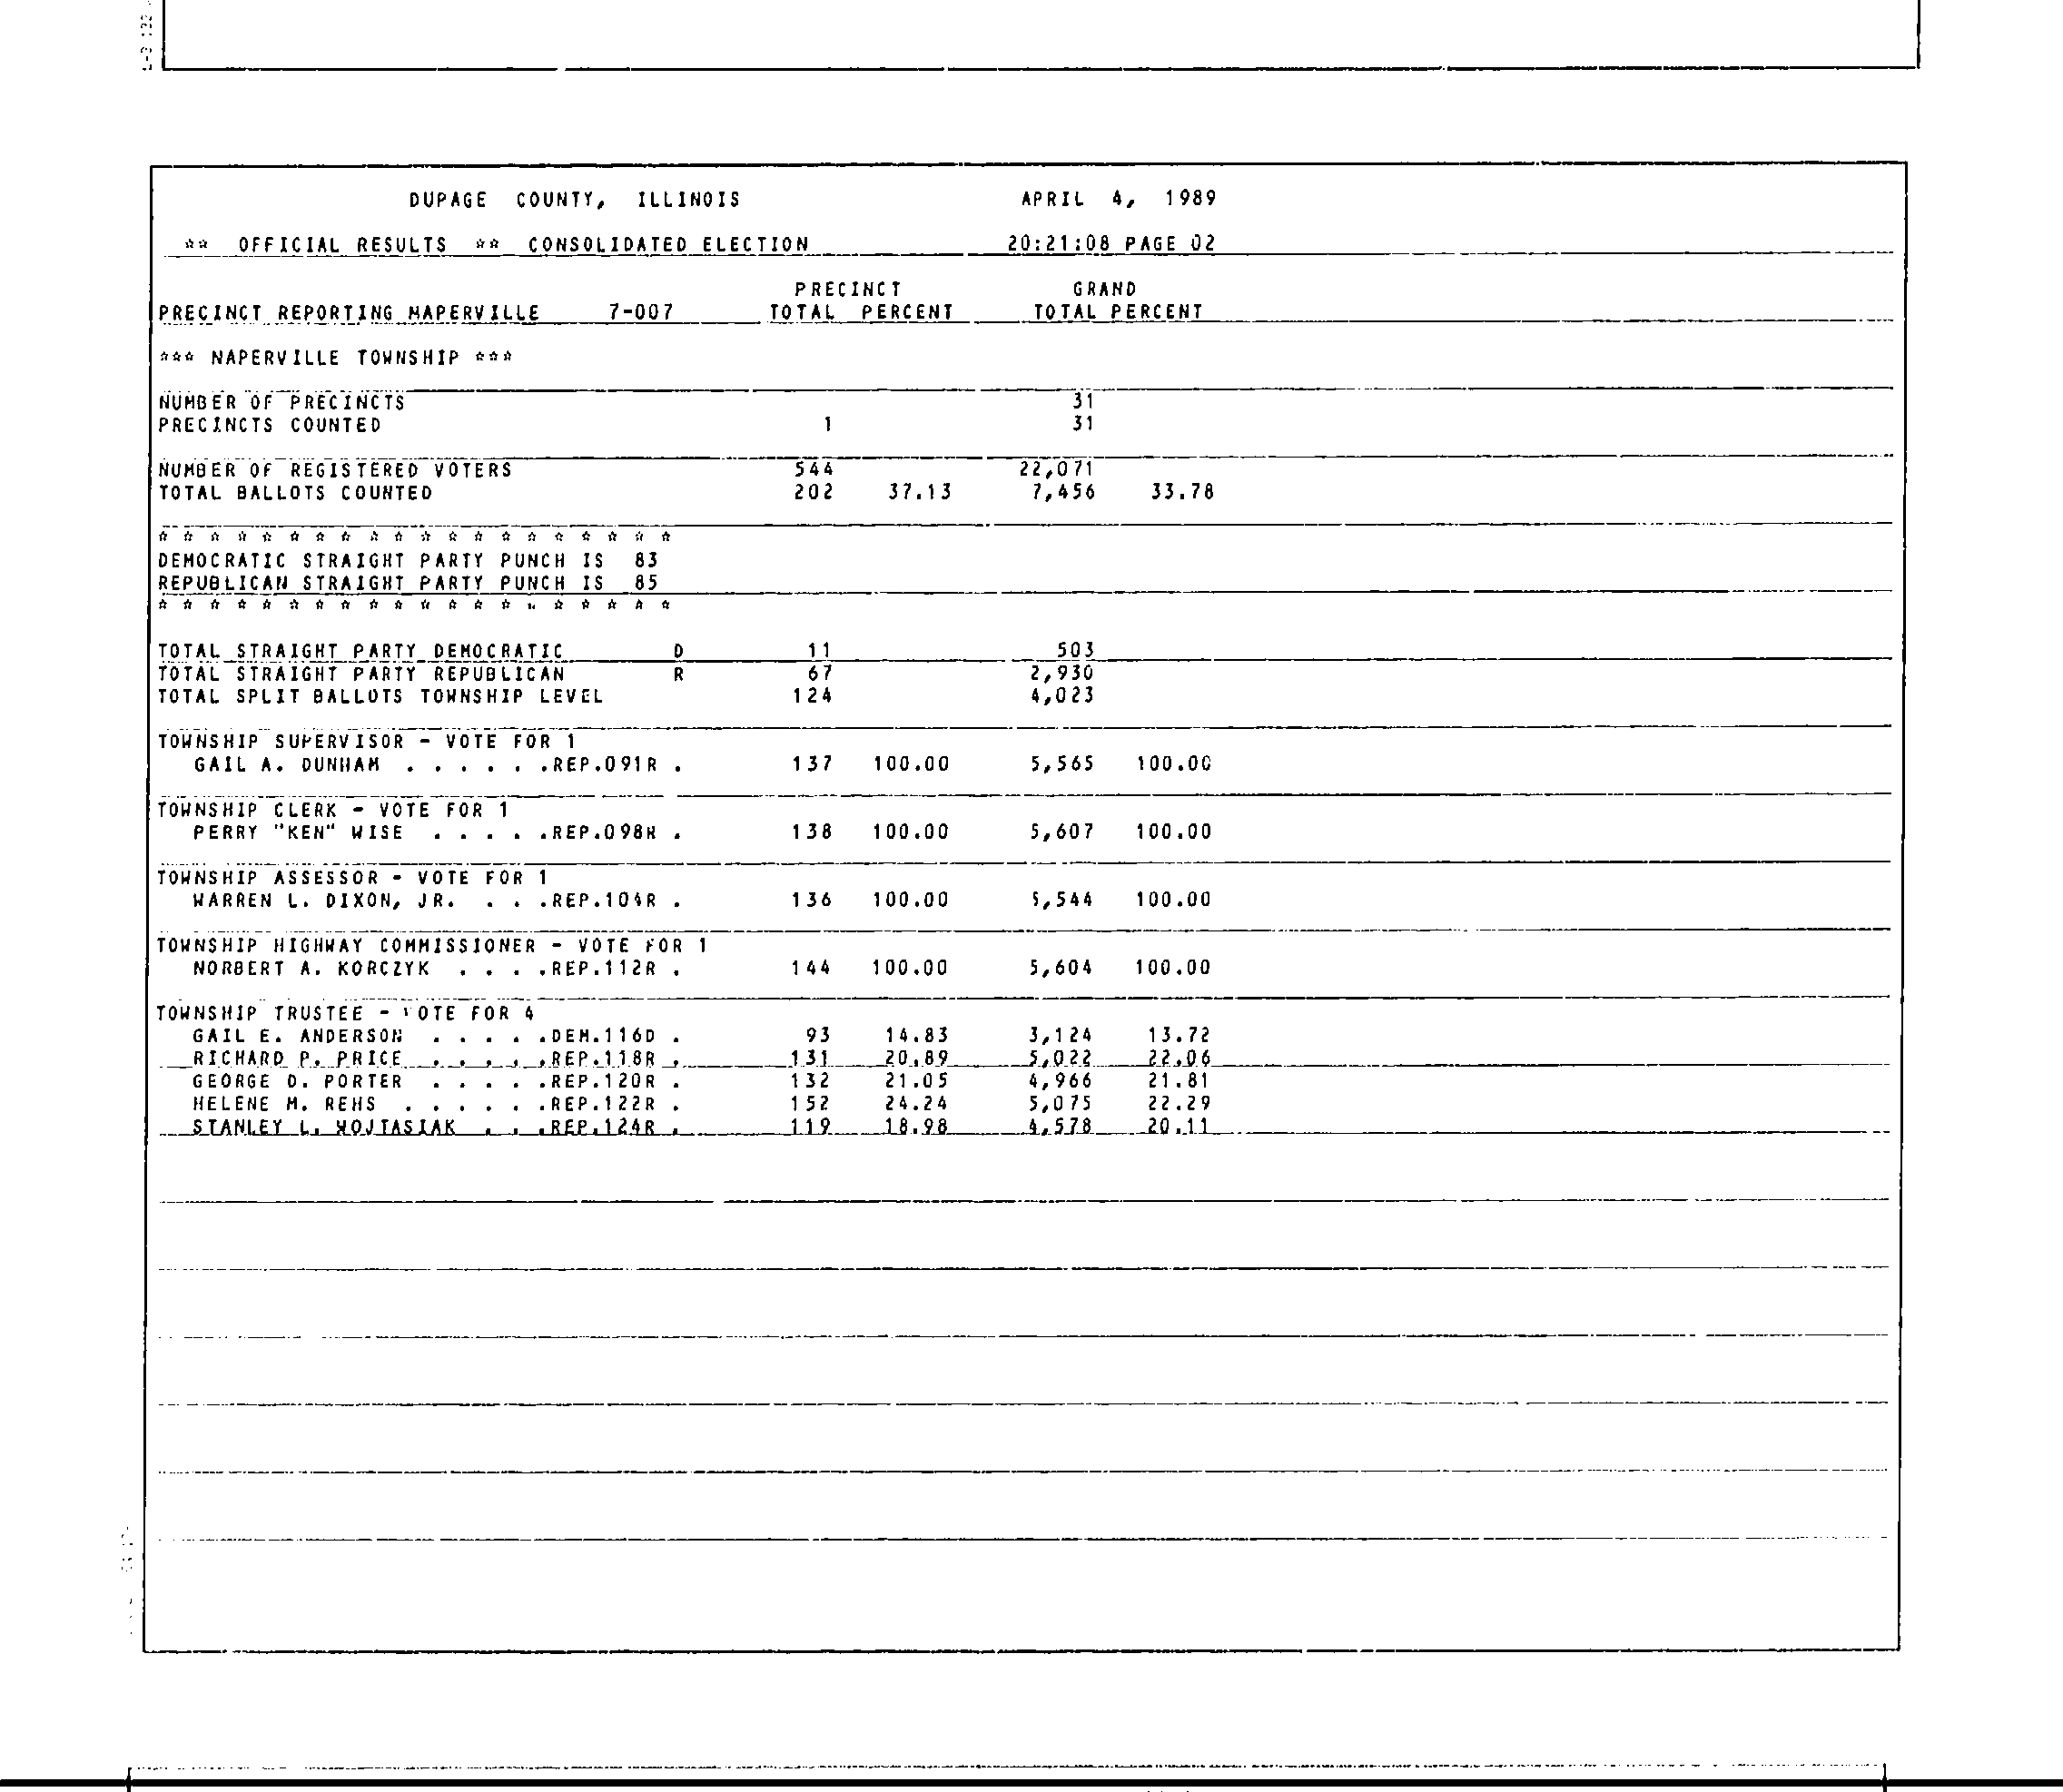 DUPAGE COUNTY, ILLINOIS APRIL 4, 1989
** OFFICIAL RESULTS ** CONSOLIDATED ELECTION 20:21:08 PAGE 02
PRECINCT GRAND
PRECINCT REPORTING NAPERVILLE 7-007 TOTAL PERCENT TOTAL PERCENT
*** NAPERVILLE TOWNSHIP ***
NUMBER OF PRECINCTS 31
PRECINCTS COUNTED 1 31
NUMBER OF REGISTERED VOTERS 544 22,071
TOTAL BALLOTS COUNTED 202 37.13 7,456 33.78
* * * * * * * * * * * * * * * * * * * *
DEMOCRATIC STRAIGHT PARTY PUNCH IS 83
REPUBLICAN STRAIGHT PARTY PUNCH IS 85
* * * * * * * * * * * * * * * * * * * *
TOTAL STRAIGHT PARTY DEMOCRATIC D 11 503
TOTAL STRAIGHT PARTY REPUBLICAN R 67 2,930
TOTAL SPLIT BALLOTS TOWNSHIP LEVEL 124 4,023
TOWNSHIP SUPERVISOR - VOTE FOR 1
GAIL A. DUNHAM . . . . . .REP.091R . 137 100.00 5,565 100.00
TOWNSHIP CLERK - VOTE FOR 1
PERRY "KEN" WISE . . . . .REP.098R . 138 100.00 5,607 100.00
TOWNSHIP ASSESSOR - VOTE FOR 1
WARREN L. DIXON, JR. . . .REP.104R . 136 100.00 5,544 100.00
TOWNSHIP HIGHWAY COMMISSIONER - VOTE FOR 1
NORBERT A. KORCZYK . . . .REP.112R . 144 100.00 5,604 100.00
TOWNSHIP TRUSTEE - VOTE FOR 4
GAIL E. ANDERSON . . . . .DEM.116D . 93 14.83 3,124 13.72
RICHARD P. PRICE . . . . .REP.118R . 131 20.89 5,022 22.06
GEORGE D. PORTER . . . . .REP.120R . 132 21.05 4,966 21.81
HELENE M. REHS . . . . . .REP.122R . 152 24.24 5,075 22.29
STANLEY L. WOJTASIAK . . .REP.124R . 119 18.98 4,578 20.11